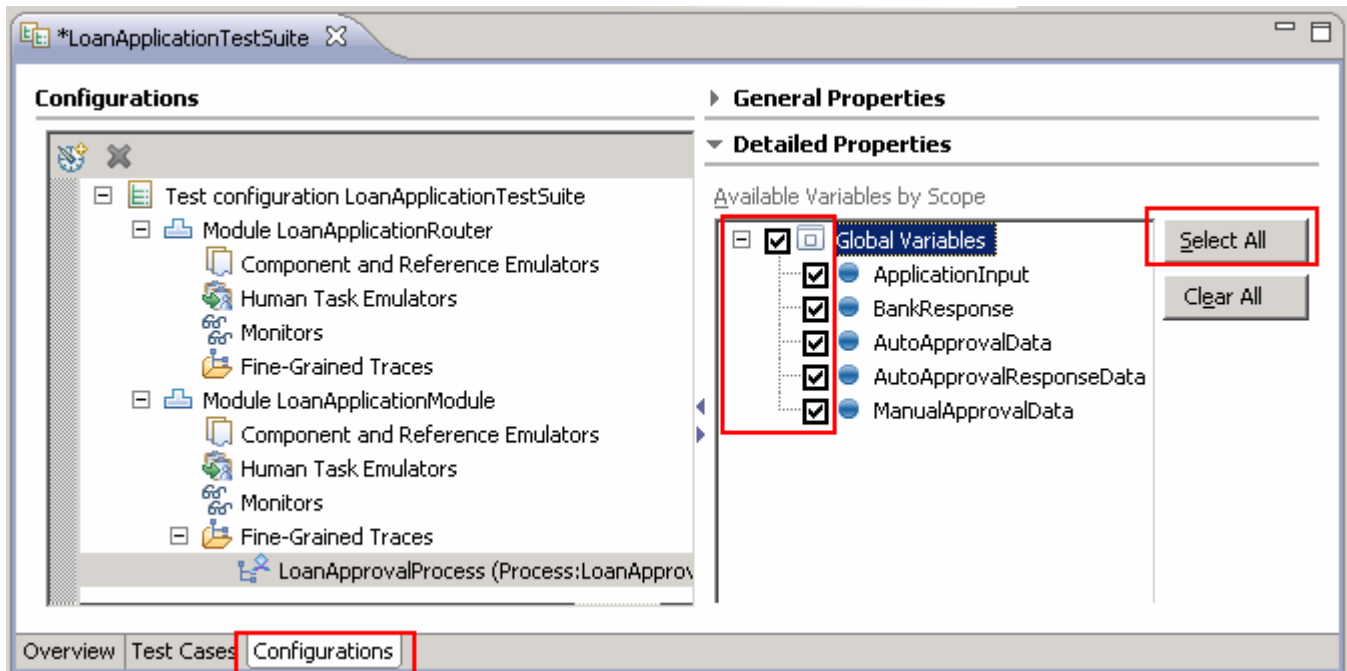 *LoanApplicationTestSuite
Configurations
Test configuration LoanApplicationTestSuite
Module LoanApplicationRouter
Component and Reference Emulators
Human Task Emulators
Monitors
Fine-Grained Traces
Module LoanApplicationModule
Component and Reference Emulators
Human Task Emulators
Monitors
Fine-Grained Traces
LoanApprovalProcess (Process:LoanApprov
General Properties
Detailed Properties
Available Variables by Scope
Global Variables
ApplicationInput
BankResponse
AutoApprovalData
AutoApprovalResponseData
ManualApprovalData
Select All
Clear All
Overview Test Cases Configurations